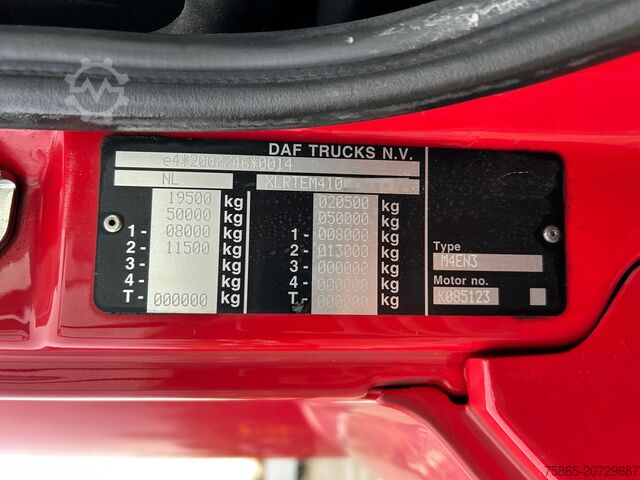 DAF TRUCKS N.V.
e4*2007/46*0014
NL XLRTEM410
19500 kg 020500 kg
50000 kg 050000 kg
1- 08000 kg 1- 008000 kg
2- 11500 kg 2- 013000 kg
3- kg 3- 000000 kg
4- kg 4- 000000 kg
T- 000000 kg T- 000000 kg
Type
M4EN3
Motor no.
K085123
75865-20729887